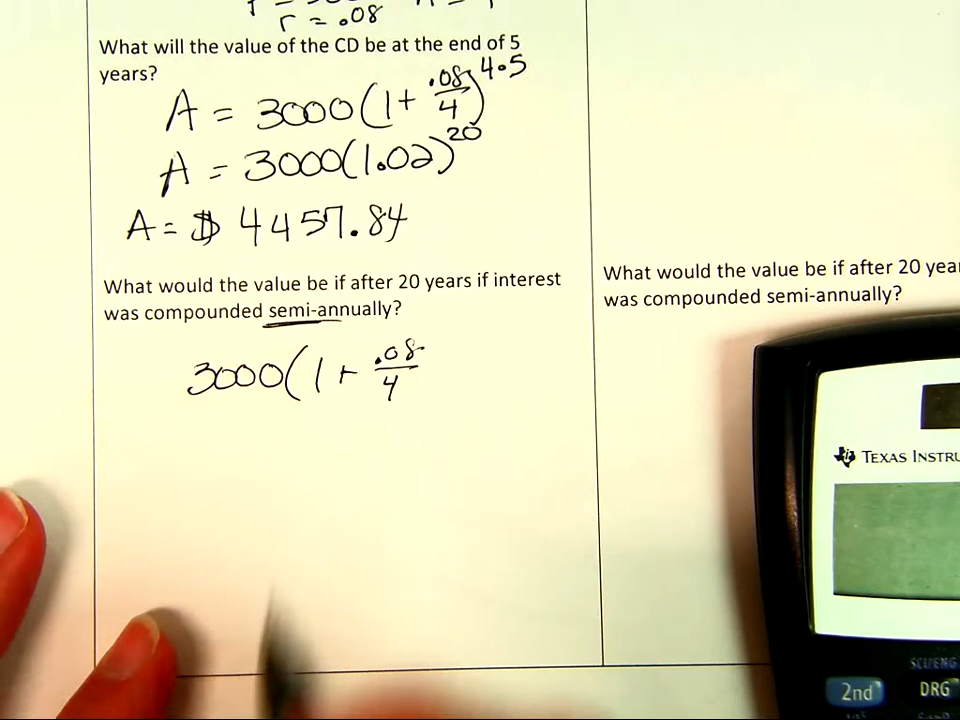 r = .08
What will the value of the CD be at the end of 5
years?
A = 3000(1+ .08/4)^4·5
A = 3000(1.02)^20
A = $ 4457.84
What would the value be if after 20 years if interest
was compounded semi-annually?
3000(1 + .08/4
What would the value be if after 20
was compounded semi-annually?
TEXAS
2nd
DRG